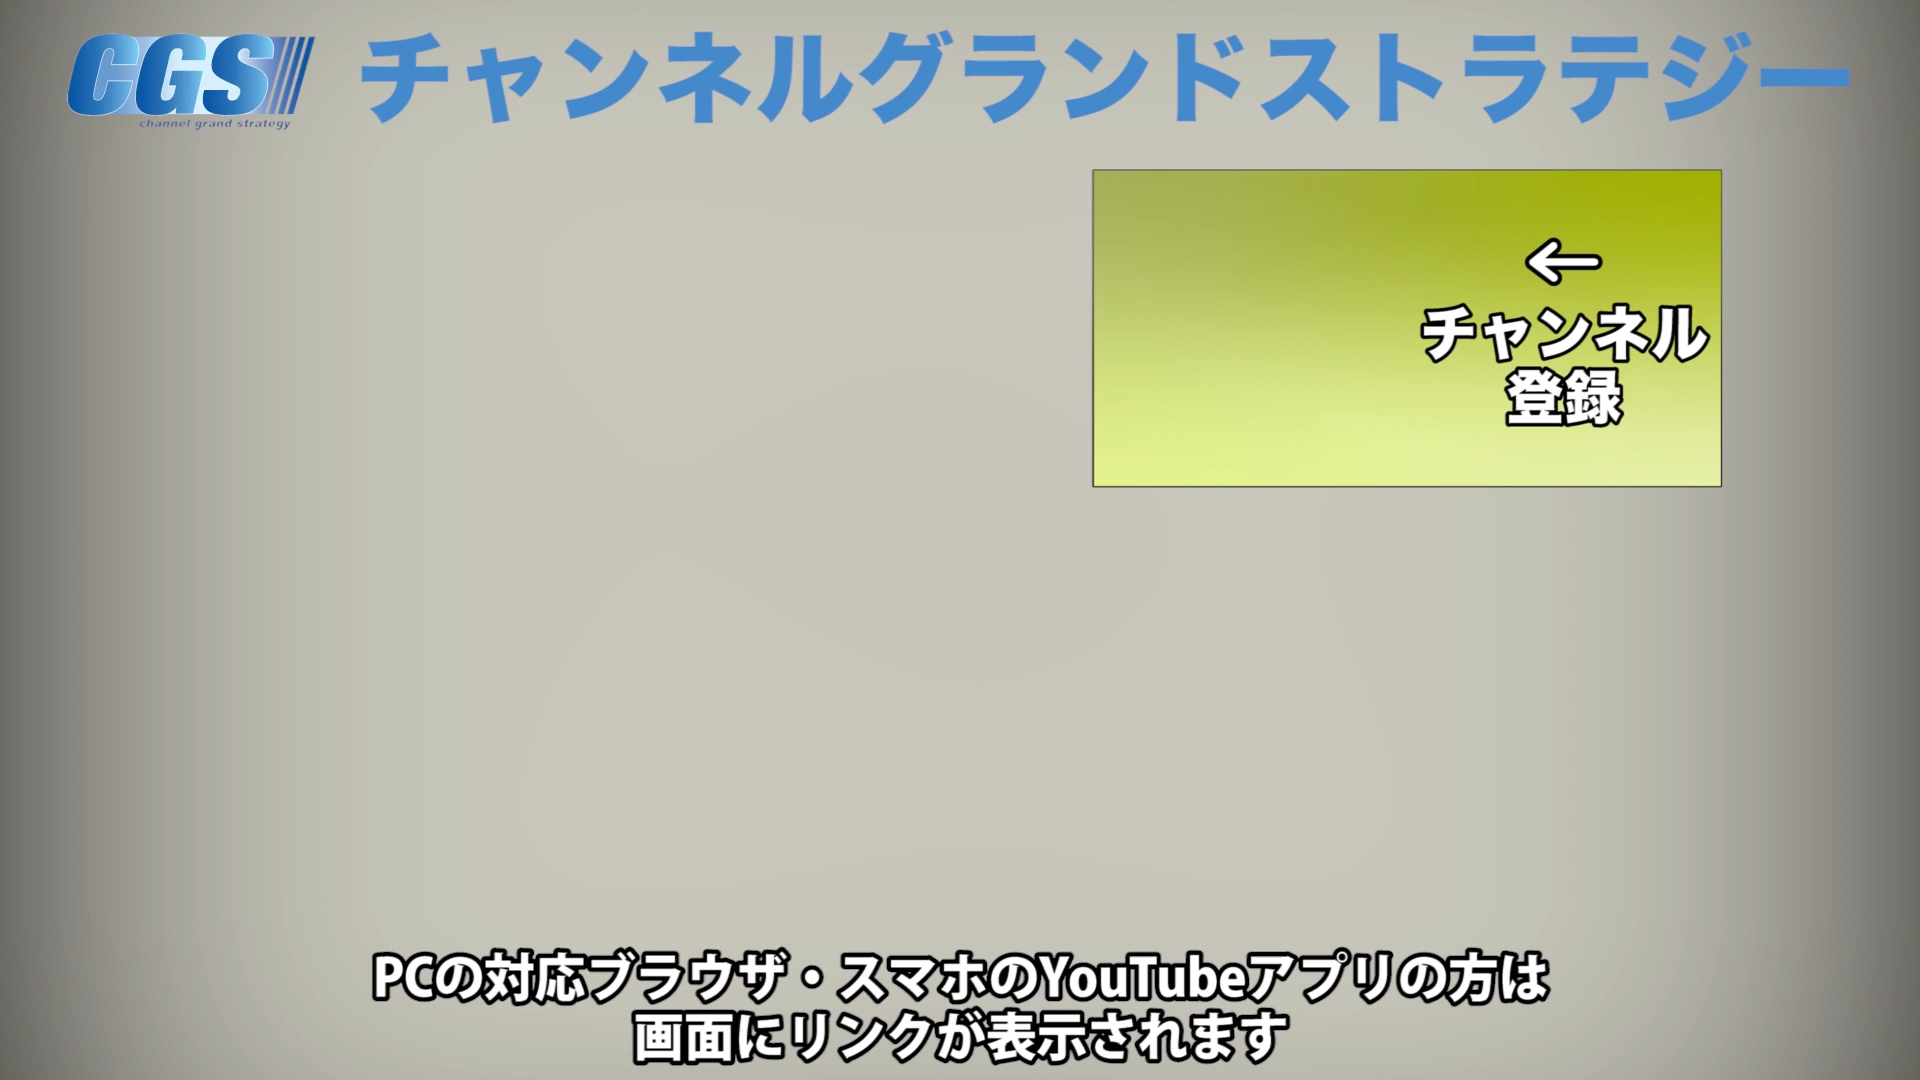 CGS
channel grand strategy
チャンネルグランドストラテジー
←
チャンネル
登録
PCの対応ブラウザ・スマホのYouTubeアプリの方は
画面にリンクが表示されます